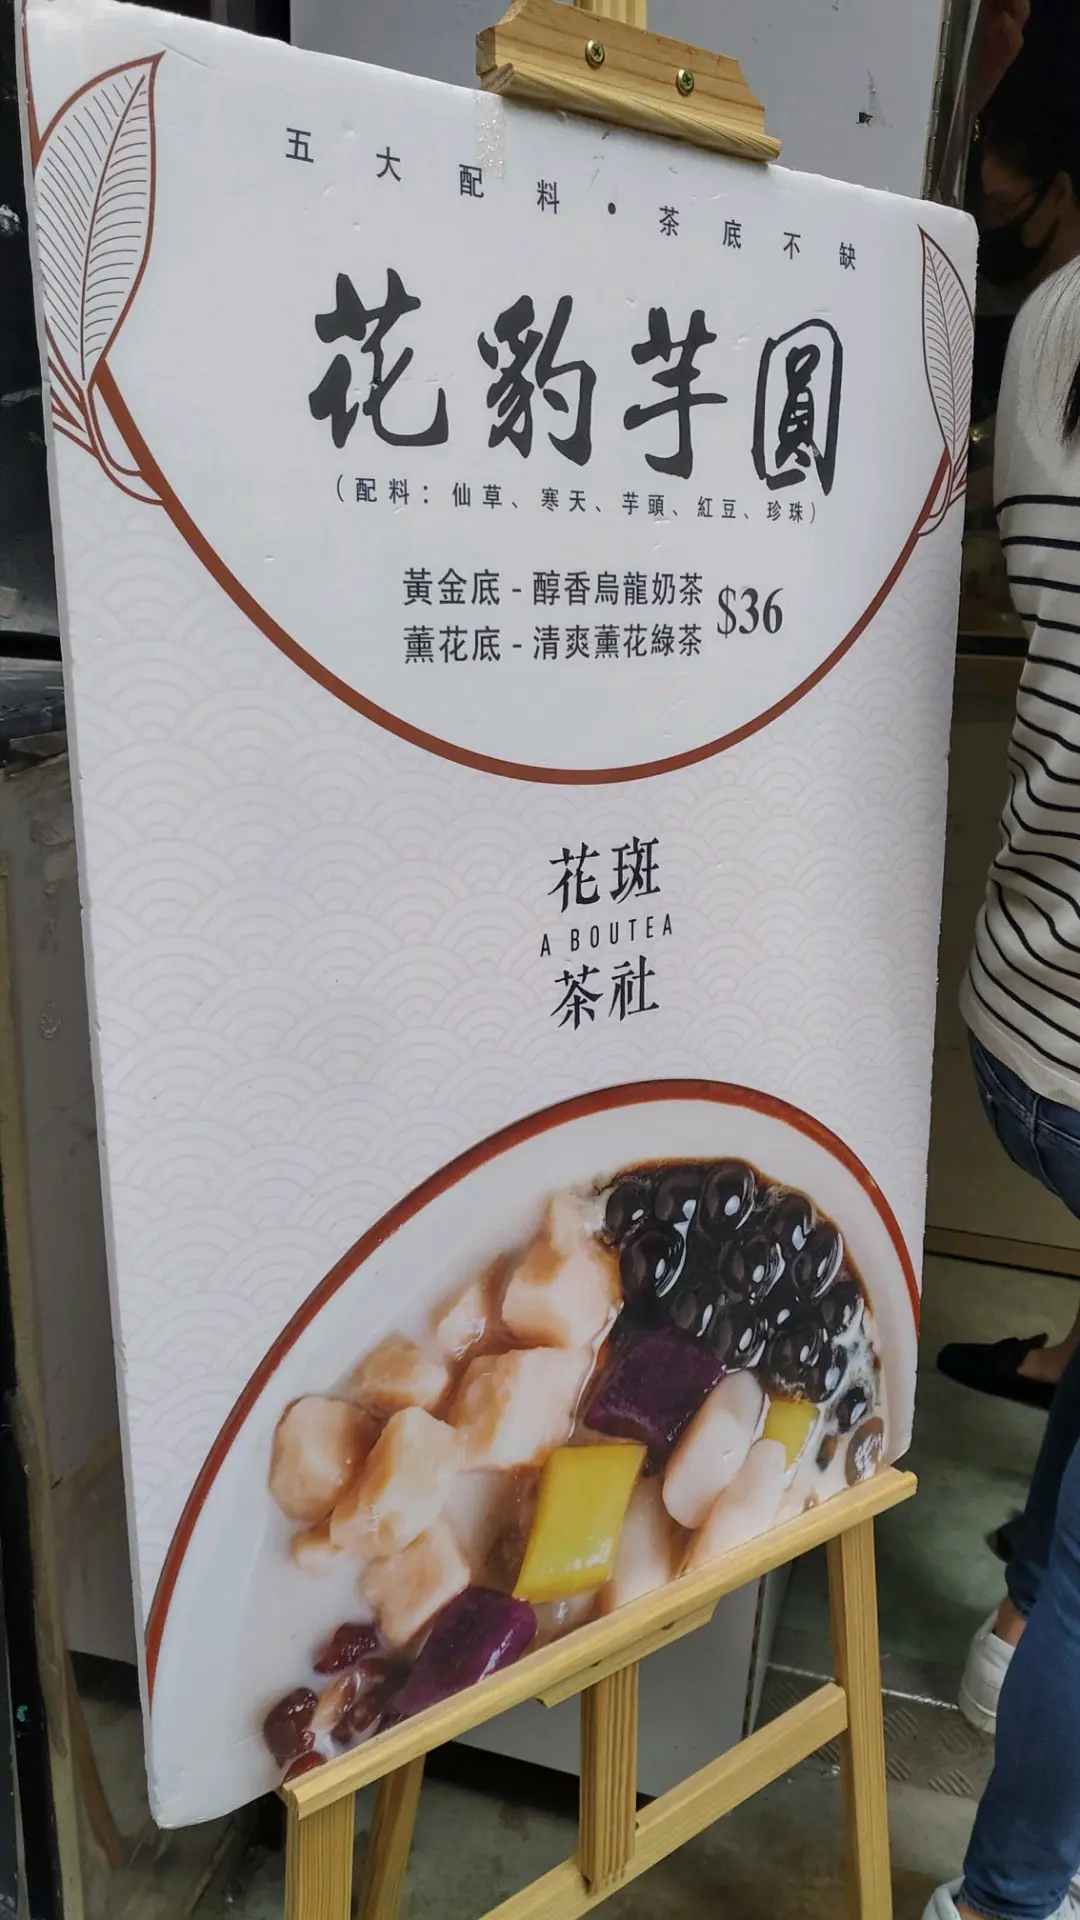 五大配料•茶底不缺
花豹芋圓
(配料：仙草、寒天、芋頭、紅豆、珍珠)
黃金底-醇香烏龍奶茶
薰花底-清爽薰花綠茶
$36
花斑
A BOUTEA
茶社